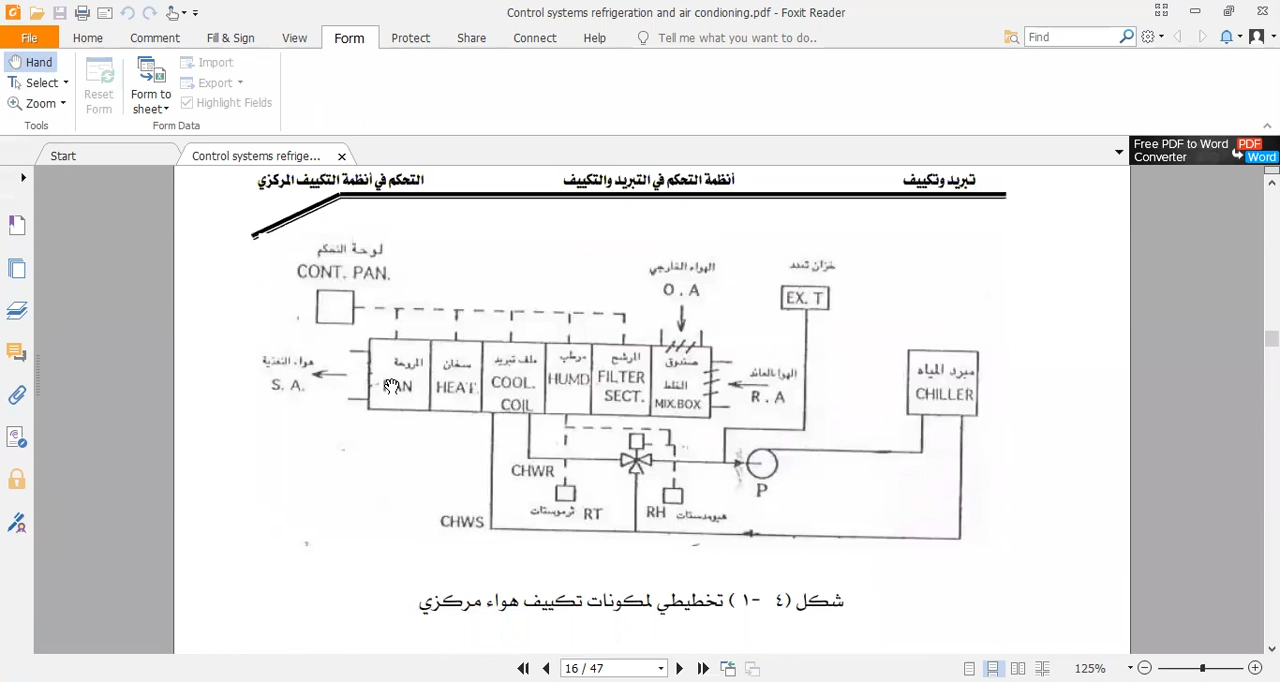 Control systems refrigeration and air condioning.pdf - Foxit Reader
File Home Comment Fill & Sign View Form Protect Share Connect Help Tell me what you want to do.. Find
Hand
Select
Zoom
Tools
Reset Form
Form to sheet
Import
Export
Highlight Fields
Form Data
Start
Control systems refrige...
Free PDF to Word Converter PDF Word
تبريد وتكييف أنظمة التحكم في التبريد والتكييف التحكم في أنظمة التكييف المركزي
لوحة التحكم
CONT. PAN.
الهواء الخارجي
O . A
خزان تمدد
EX. T
هواء التغذية
S. A.
المروحة
FAN
سخان
HEAT.
ملف تبريد
COOL. COIL
مرطب
HUMD
المرشح
FILTER SECT.
صندوق الخلط
MIX.BOX
الهواء العائد
R . A
مبرد المياه
CHILLER
CHWR
P
ثرموستات RT
RH هيومدستات
CHWS
شكل (٤ -١) تخطيطي لمكونات تكييف هواء مركزي
16 / 47
125%